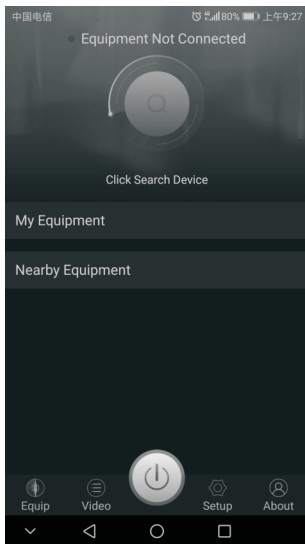 中国电信 80% 上午9:27
Equipment Not Connected
Click Search Device
My Equipment
Nearby Equipment
Equip Video Setup About